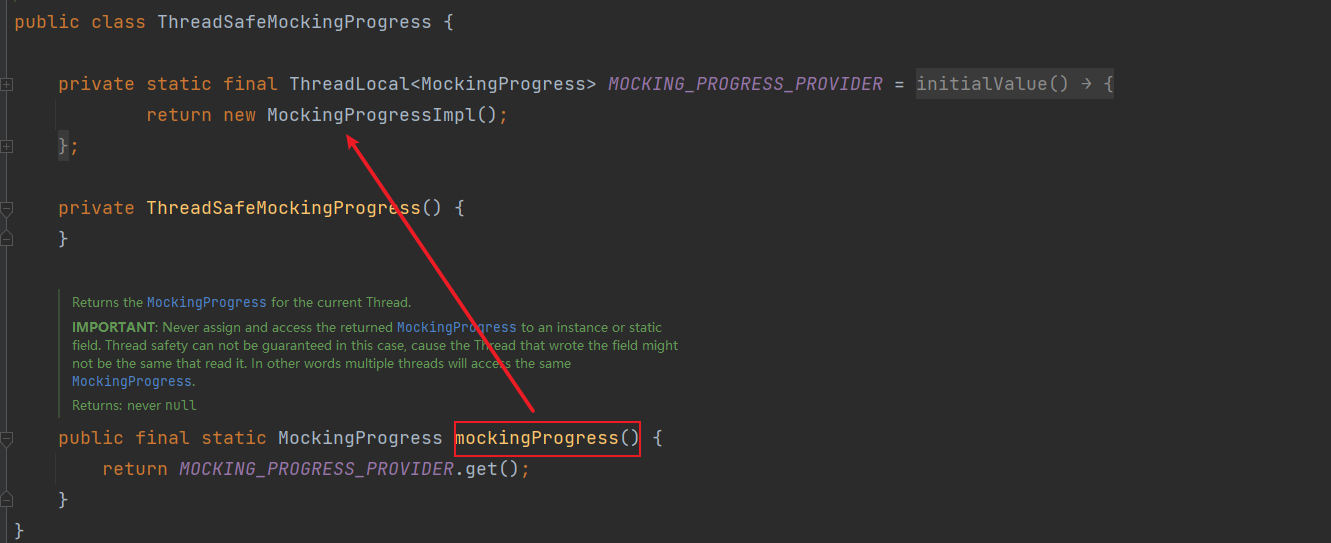 public class ThreadSafeMockingProgress {
private static final ThreadLocal<MockingProgress> MOCKING_PROGRESS_PROVIDER = initialValue() → {
return new MockingProgressImpl();
};
private ThreadSafeMockingProgress() {
}
Returns the MockingProgress for the current Thread.
IMPORTANT: Never assign and access the returned MockingProgress to an instance or static
field. Thread safety can not be guaranteed in this case, cause the Thread that wrote the field might
not be the same that read it. In other words multiple threads will access the same
MockingProgress.
Returns: never null
public final static MockingProgress mockingProgress() {
return MOCKING_PROGRESS_PROVIDER.get();
}
}